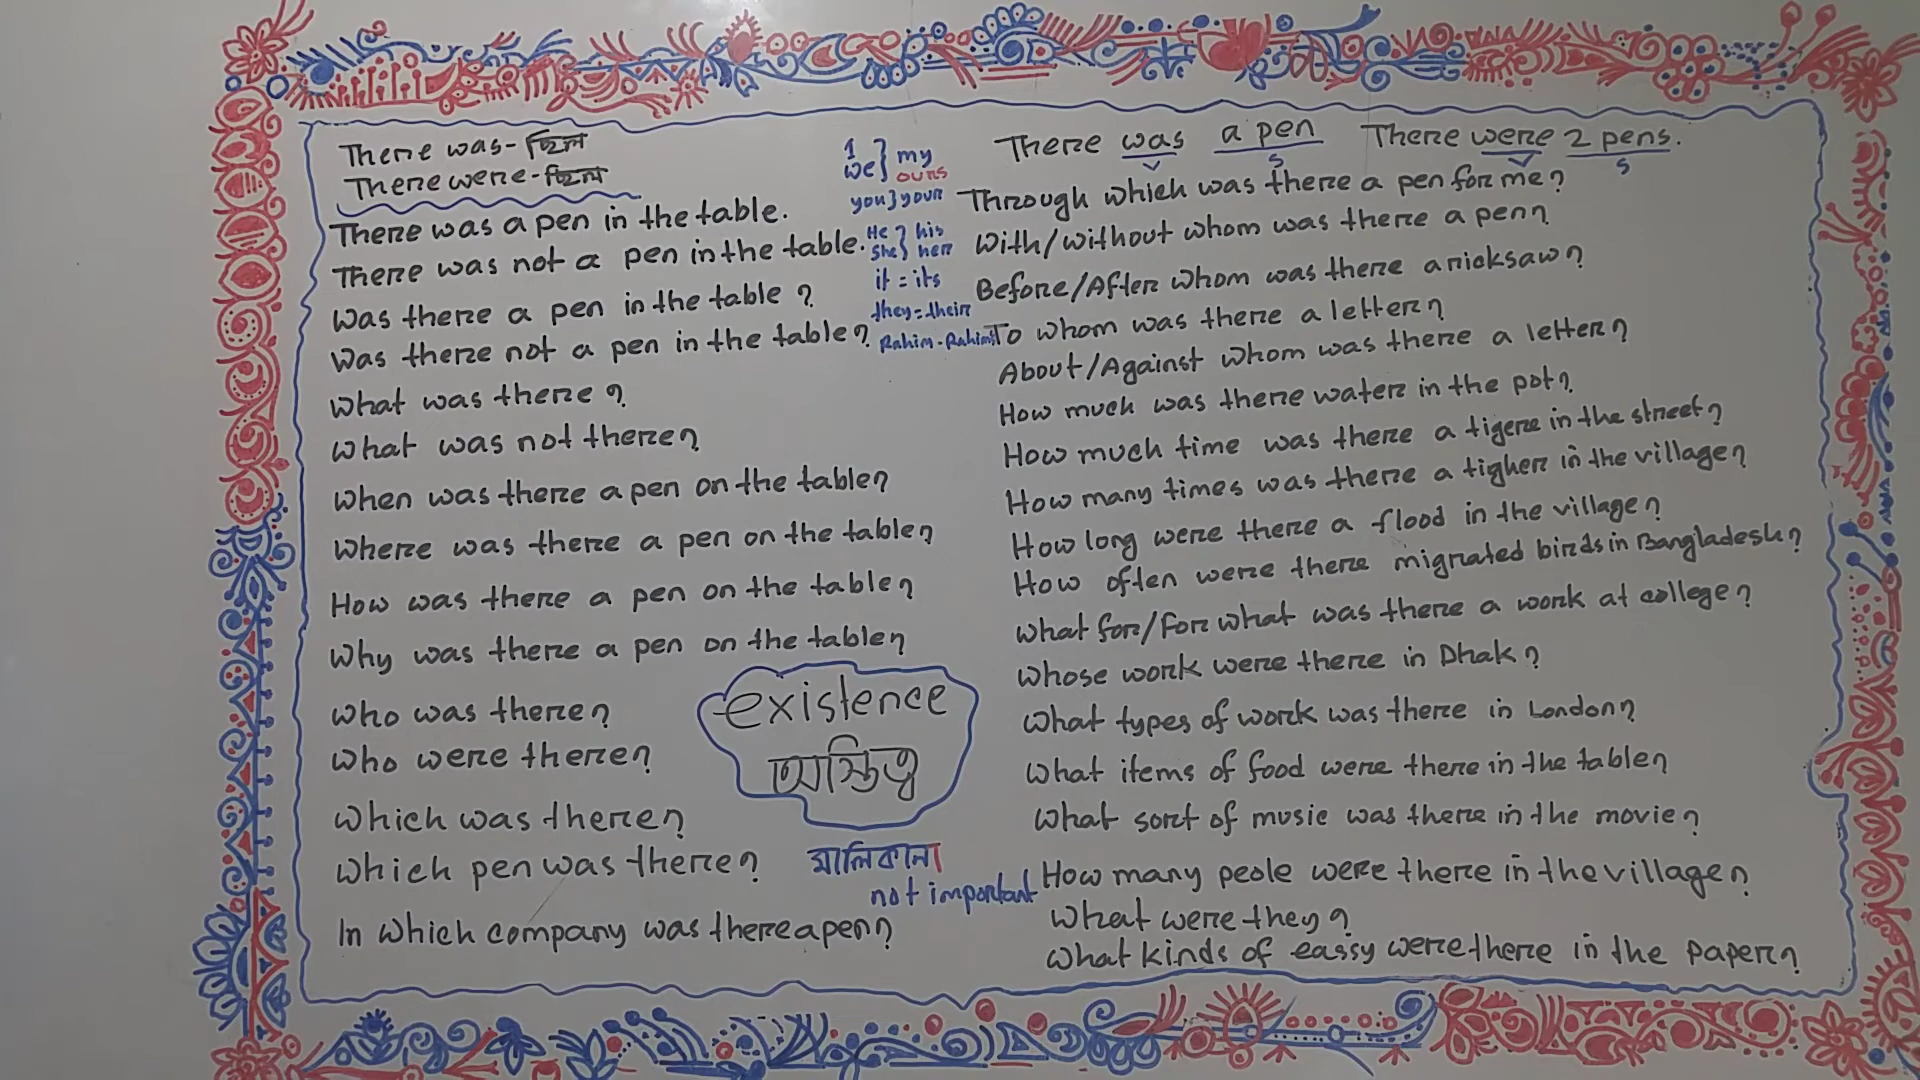 There was - ছিল
There were - ছিল
There was a pen in the table.
There was not a pen in the table.
Was there a pen in the table?
Was there not a pen in the table?
What was there?
What was not there?
When was there a pen on the table?
Where was there a pen on the table?
How was there a pen on the table?
Why was there a pen on the table?
Who was there?
Who were there?
Which was there?
Which pen was there?
In which company was there a pen?
existence
অস্তিত্ব
মালিকানা
not important
I
we } my
ours
you } your
He } his
She } her
it = its
they = their
Rahim - Rahims
There was a pen There were 2 pens.
v s v s
Through which was there a pen for me?
With/without whom was there a pen?
Before/After whom was there a ricksaw?
To whom was there a letter?
About/Against whom was there a letter?
How much was there water in the pot?
How much time was there a tigere in the street?
How many times was there a tigher in the village?
How long were there a flood in the village?
How often were there migrated birds in Bangladesh?
What for/For what was there a work at college?
Whose work were there in Dhak?
What types of work was there in London?
What items of food were there in the table?
What sort of music was there in the movie?
How many peole were there in the village?
What were they?
What kinds of eassy were there in the paper?